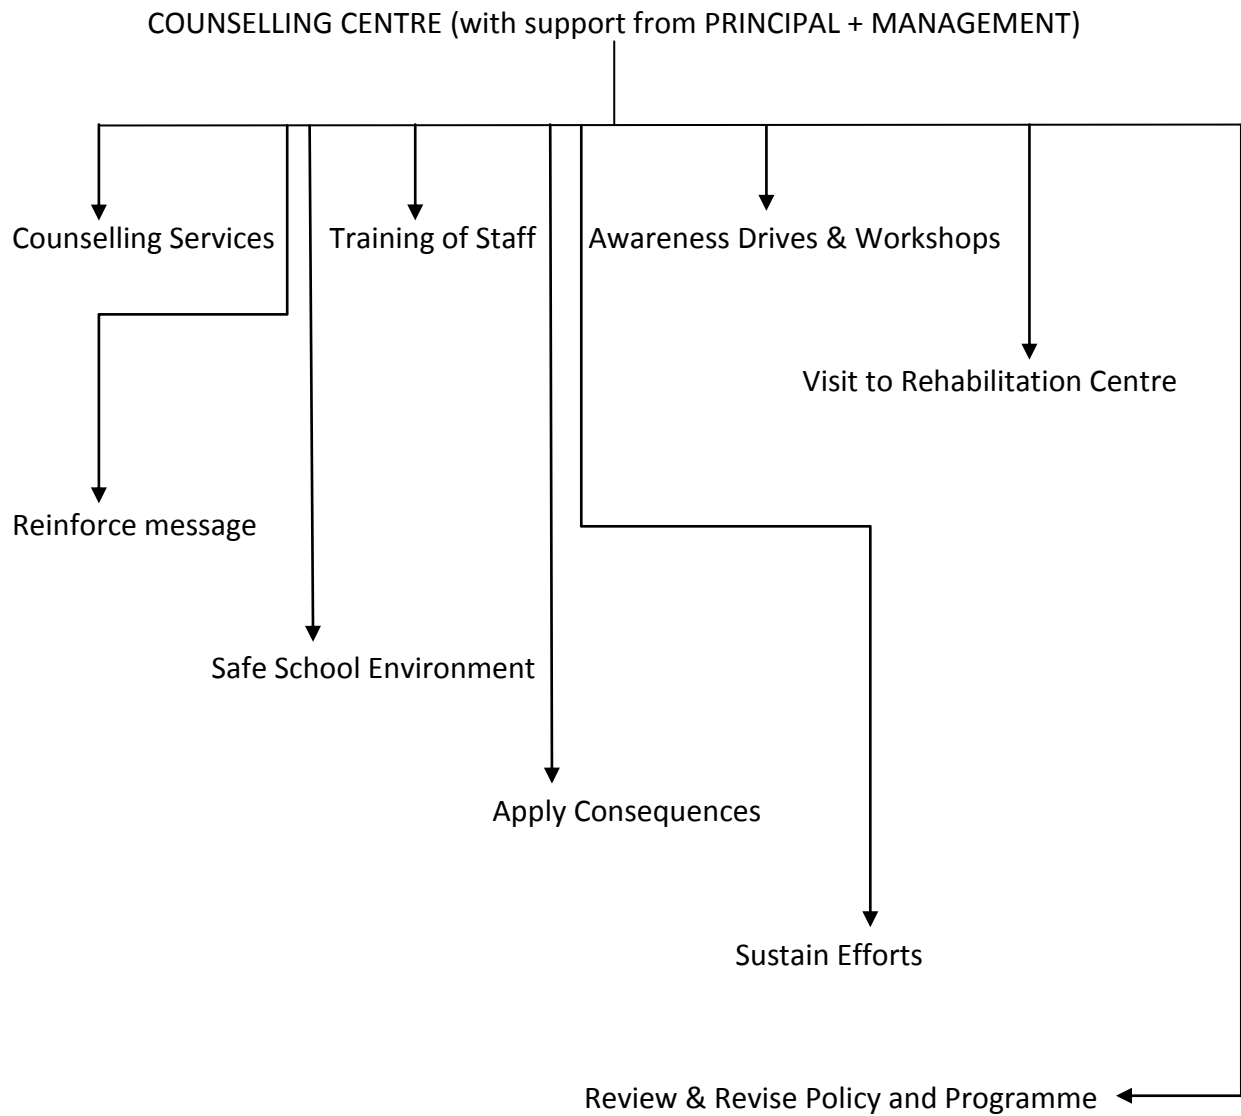 COUNSELLING CENTRE (with support from PRINCIPAL + MANAGEMENT)
Counselling Services
Training of Staff
Awareness Drives & Workshops
Visit to Rehabilitation Centre
Reinforce message
Safe School Environment
Apply Consequences
Sustain Efforts
Review & Revise Policy and Programme